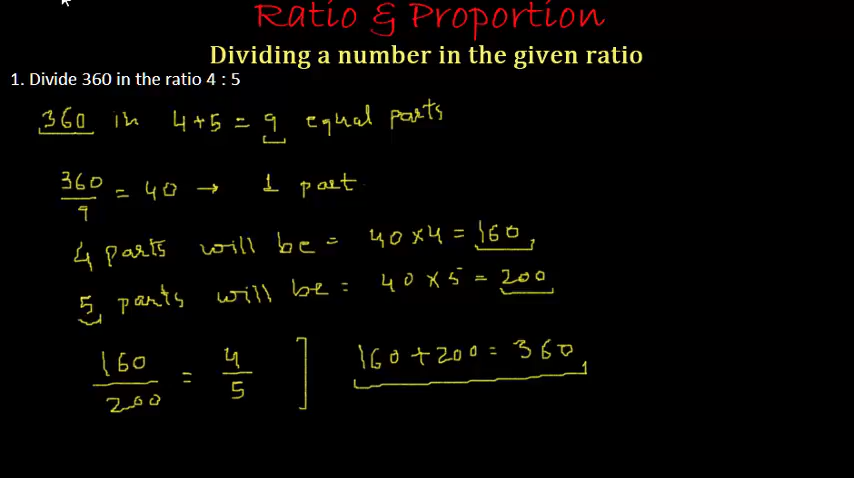 Ratio & Proportion
Dividing a number in the given ratio
1. Divide 360 in the ratio 4 : 5
360 in 4+5 = 9 equal parts
360/9 = 40 → 1 part
4 parts will be = 40×4 = 160
5 parts will be = 40×5 = 200
160/200 = 4/5 ] 160+200 = 360